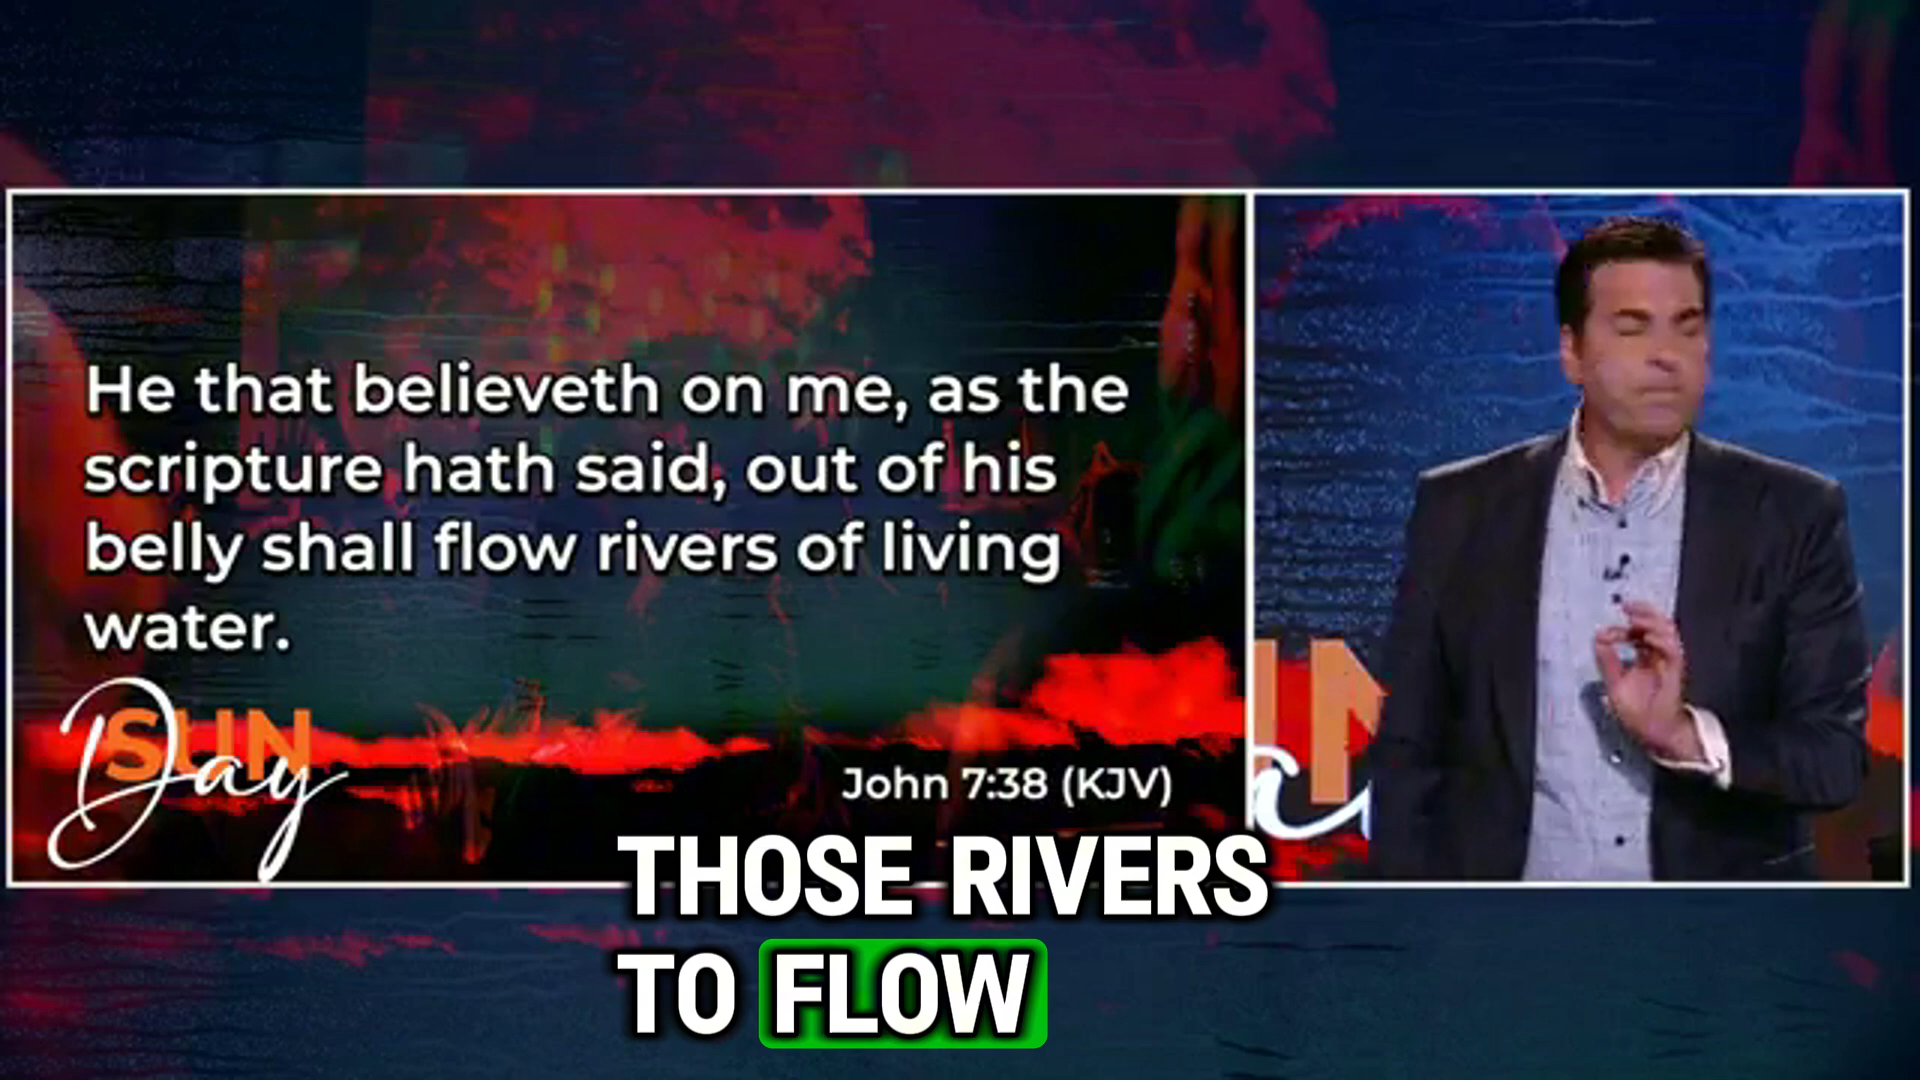 He that believeth on me, as the
scripture hath said, out of his
belly shall flow rivers of living
water.
SUN
Day
John 7:38 (KJV)
THOSE RIVERS
TO FLOW